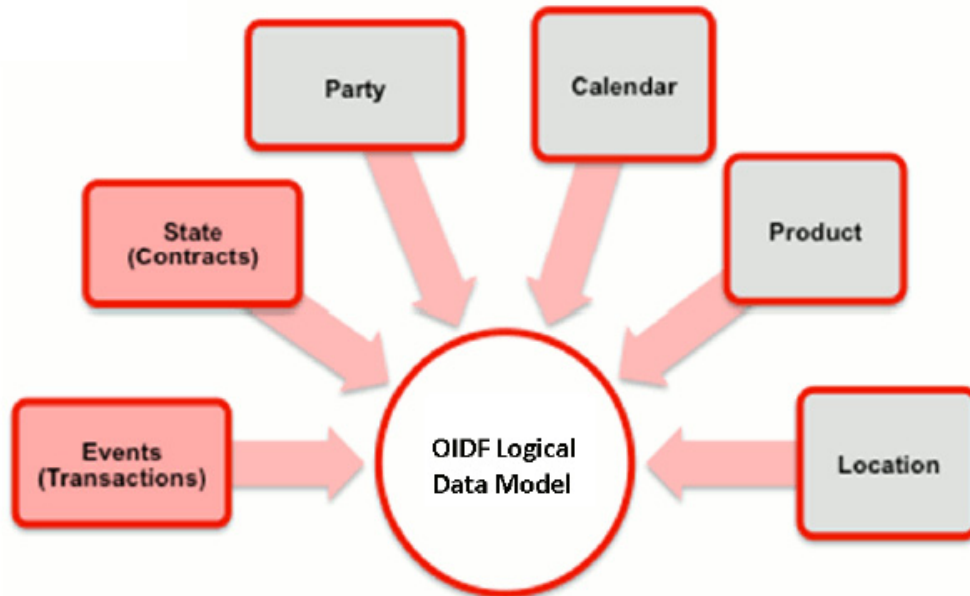 Party
Calendar
State
(Contracts)
Product
Events
(Transactions)
OIDF Logical
Data Model
Location